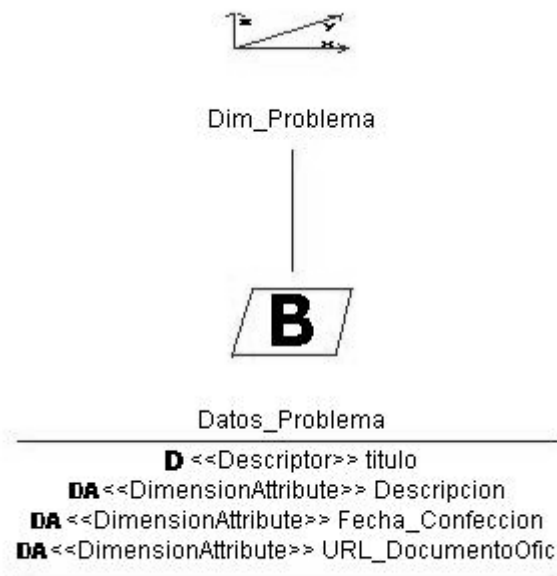 z
y
x
Dim_Problema
B
Datos_Problema
D <<Descriptor>> titulo
DA <<DimensionAttribute>> Descripcion
DA <<DimensionAttribute>> Fecha_Confeccion
DA <<DimensionAttribute>> URL_DocumentoOfic